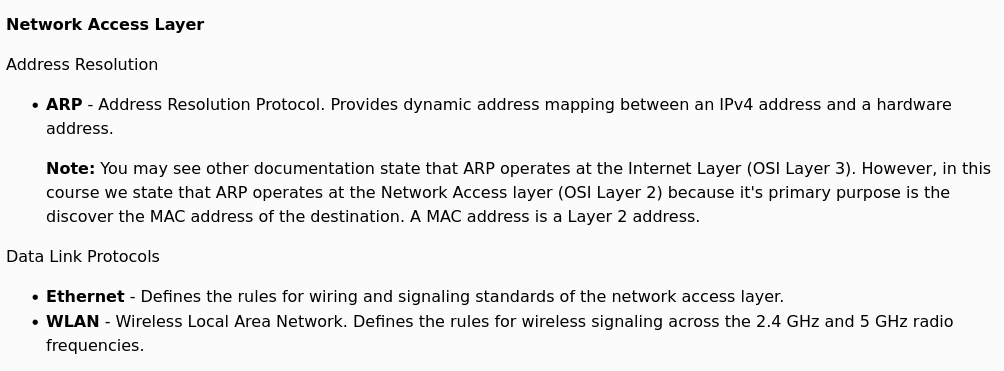 Network Access Layer
Address Resolution
• ARP - Address Resolution Protocol. Provides dynamic address mapping between an IPv4 address and a hardware
address.
Note: You may see other documentation state that ARP operates at the Internet Layer (OSI Layer 3). However, in this
course we state that ARP operates at the Network Access layer (OSI Layer 2) because it's primary purpose is the
discover the MAC address of the destination. A MAC address is a Layer 2 address.
Data Link Protocols
• Ethernet - Defines the rules for wiring and signaling standards of the network access layer.
• WLAN - Wireless Local Area Network. Defines the rules for wireless signaling across the 2.4 GHz and 5 GHz radio
frequencies.